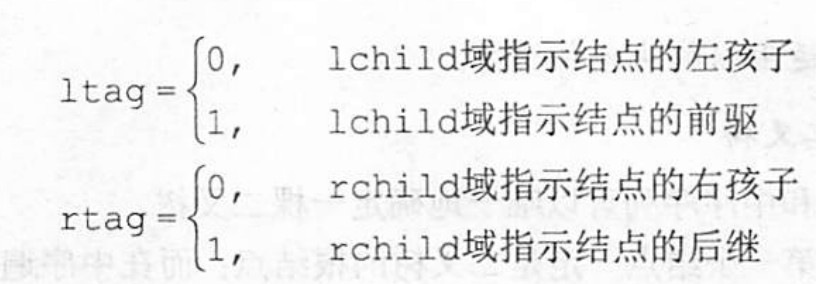 ltag = {0, lchild域指示结点的左孩子
1, lchild域指示结点的前驱
rtag = {0, rchild域指示结点的右孩子
1, rchild域指示结点的后继